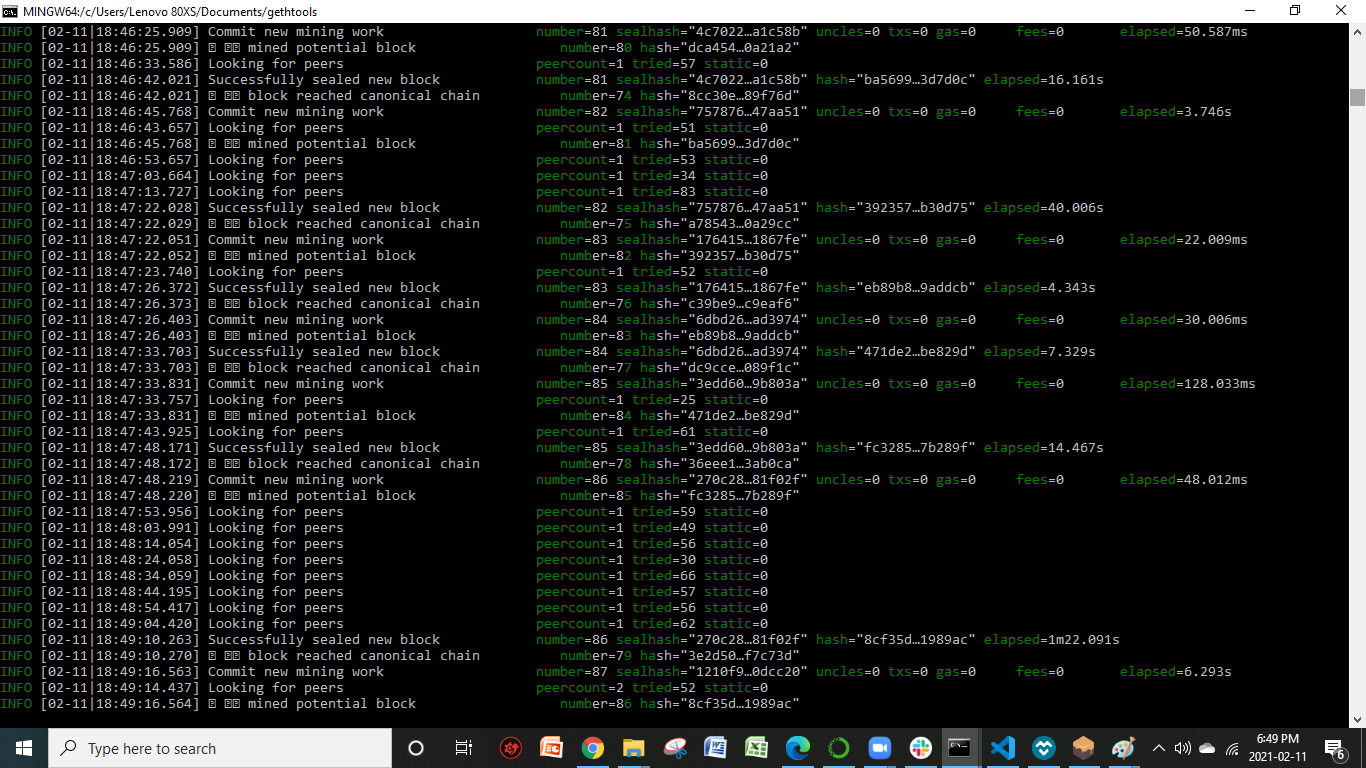 MINGW64:/c/Users/Lenovo 80XS/Documents/gethtools
INFO [02-11|18:46:25.909] Commit new mining work number=81 sealhash="4c7022…a1c58b" uncles=0 txs=0 gas=0 fees=0 elapsed=50.587ms
INFO [02-11|18:46:25.909] mined potential block number=80 hash="dca454…0a21a2"
INFO [02-11|18:46:33.586] Looking for peers peercount=1 tried=57 static=0
INFO [02-11|18:46:42.021] Successfully sealed new block number=81 sealhash="4c7022…a1c58b" hash="ba5699…3d7d0c" elapsed=16.161s
INFO [02-11|18:46:42.021] block reached canonical chain number=74 hash="8cc30e…89f76d"
INFO [02-11|18:46:45.768] Commit new mining work number=82 sealhash="757876…47aa51" uncles=0 txs=0 gas=0 fees=0 elapsed=3.746s
INFO [02-11|18:46:43.657] Looking for peers peercount=1 tried=51 static=0
INFO [02-11|18:46:45.768] mined potential block number=81 hash="ba5699…3d7d0c"
INFO [02-11|18:46:53.657] Looking for peers peercount=1 tried=53 static=0
INFO [02-11|18:47:03.664] Looking for peers peercount=1 tried=34 static=0
INFO [02-11|18:47:13.727] Looking for peers peercount=1 tried=83 static=0
INFO [02-11|18:47:22.028] Successfully sealed new block number=82 sealhash="757876…47aa51" hash="392357…b30d75" elapsed=40.006s
INFO [02-11|18:47:22.029] block reached canonical chain number=75 hash="a78543…0a29cc"
INFO [02-11|18:47:22.051] Commit new mining work number=83 sealhash="176415…1867fe" uncles=0 txs=0 gas=0 fees=0 elapsed=22.009ms
INFO [02-11|18:47:22.052] mined potential block number=82 hash="392357…b30d75"
INFO [02-11|18:47:23.740] Looking for peers peercount=1 tried=52 static=0
INFO [02-11|18:47:26.372] Successfully sealed new block number=83 sealhash="176415…1867fe" hash="eb89b8…9addcb" elapsed=4.343s
INFO [02-11|18:47:26.373] block reached canonical chain number=76 hash="c39be9…c9eaf6"
INFO [02-11|18:47:26.403] Commit new mining work number=84 sealhash="6dbd26…ad3974" uncles=0 txs=0 gas=0 fees=0 elapsed=30.006ms
INFO [02-11|18:47:26.403] mined potential block number=83 hash="eb89b8…9addcb"
INFO [02-11|18:47:33.703] Successfully sealed new block number=84 sealhash="6dbd26…ad3974" hash="471de2…be829d" elapsed=7.329s
INFO [02-11|18:47:33.703] block reached canonical chain number=77 hash="dc9cce…089f1c"
INFO [02-11|18:47:33.831] Commit new mining work number=85 sealhash="3edd60…9b803a" uncles=0 txs=0 gas=0 fees=0 elapsed=128.033ms
INFO [02-11|18:47:33.757] Looking for peers peercount=1 tried=25 static=0
INFO [02-11|18:47:33.831] mined potential block number=84 hash="471de2…be829d"
INFO [02-11|18:47:43.925] Looking for peers peercount=1 tried=61 static=0
INFO [02-11|18:47:48.171] Successfully sealed new block number=85 sealhash="3edd60…9b803a" hash="fc3285…7b289f" elapsed=14.467s
INFO [02-11|18:47:48.172] block reached canonical chain number=78 hash="36eee1…3ab0ca"
INFO [02-11|18:47:48.219] Commit new mining work number=86 sealhash="270c28…81f02f" uncles=0 txs=0 gas=0 fees=0 elapsed=48.012ms
INFO [02-11|18:47:48.220] mined potential block number=85 hash="fc3285…7b289f"
INFO [02-11|18:47:53.956] Looking for peers peercount=1 tried=59 static=0
INFO [02-11|18:48:03.991] Looking for peers peercount=1 tried=49 static=0
INFO [02-11|18:48:14.054] Looking for peers peercount=1 tried=56 static=0
INFO [02-11|18:48:24.058] Looking for peers peercount=1 tried=30 static=0
INFO [02-11|18:48:34.059] Looking for peers peercount=1 tried=66 static=0
INFO [02-11|18:48:44.195] Looking for peers peercount=1 tried=57 static=0
INFO [02-11|18:48:54.417] Looking for peers peercount=1 tried=56 static=0
INFO [02-11|18:49:04.420] Looking for peers peercount=1 tried=62 static=0
INFO [02-11|18:49:10.263] Successfully sealed new block number=86 sealhash="270c28…81f02f" hash="8cf35d…1989ac" elapsed=1m22.091s
INFO [02-11|18:49:10.270] block reached canonical chain number=79 hash="3e2d50…f7c73d"
INFO [02-11|18:49:16.563] Commit new mining work number=87 sealhash="1210f9…0dcc20" uncles=0 txs=0 gas=0 fees=0 elapsed=6.293s
INFO [02-11|18:49:14.437] Looking for peers peercount=2 tried=52 static=0
INFO [02-11|18:49:16.564] mined potential block number=86 hash="8cf35d…1989ac"
Type here to search
6:49 PM
2021-02-11
6